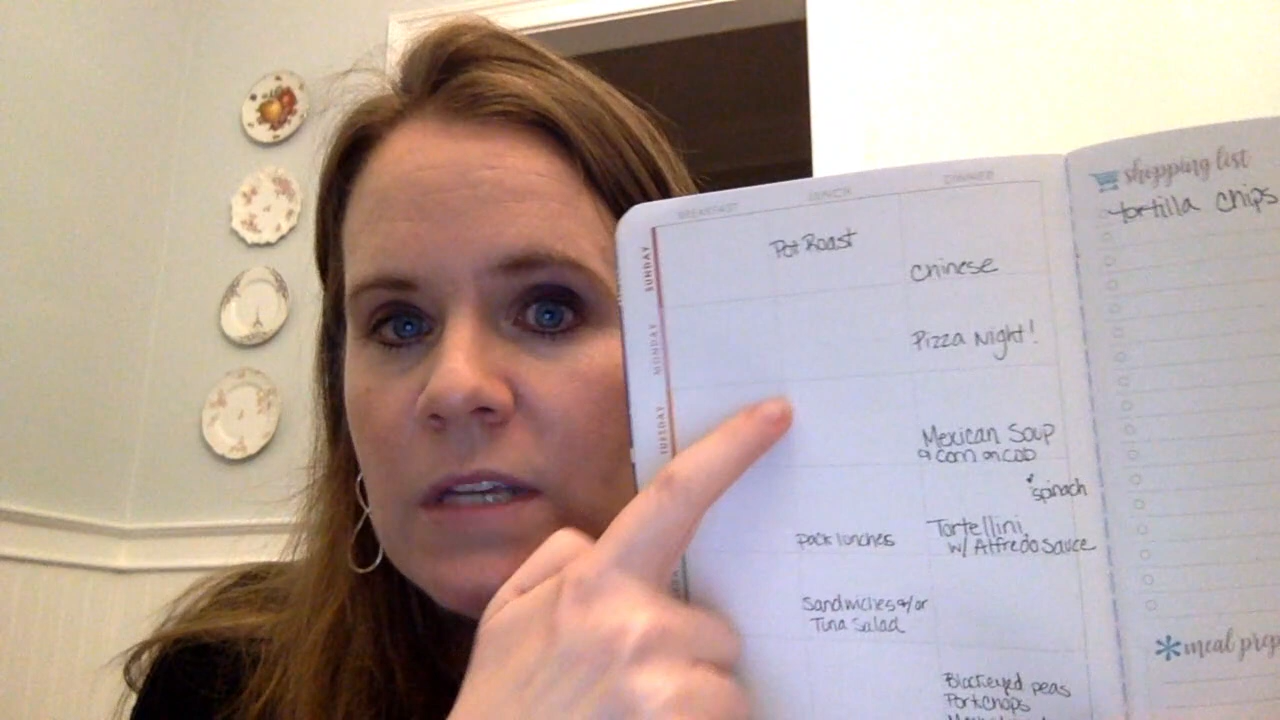 BREAKFAST LUNCH DINNER
SUNDAY
Pot Roast
Chinese
MONDAY
Pizza Night!
TUESDAY
Mexican Soup
& corn on cob
spinach
pack lunches
Tortellini
w/ Alfredo sauce
Sandwiches &/or
Tuna Salad
Blackeyed peas
Porkchops
shopping list
tortilla chips
meal prep